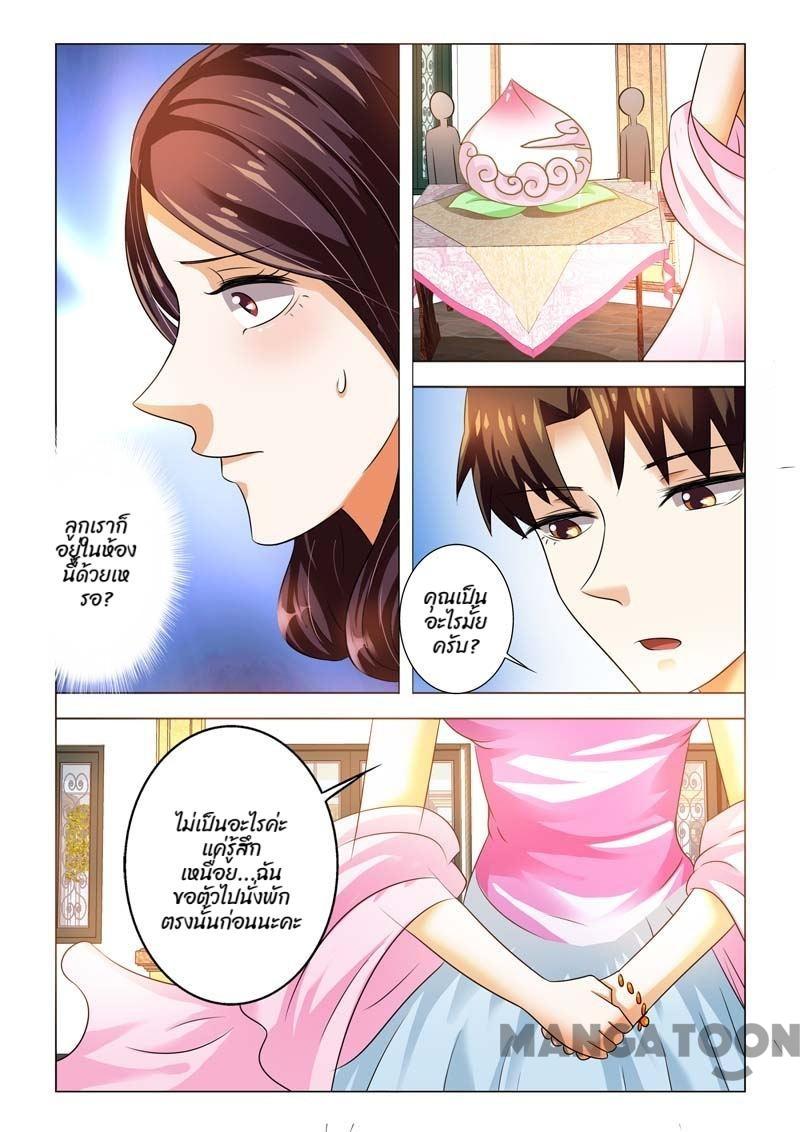 ลูกเราก็
อยู่ในห้อง
นี้ด้วยเห
รอ?
คุณเป็น
อะไรมั้ย
ครับ?
ไม่เป็นอะไรค่ะ
แค่รู้สึก
เหนื่อย...ฉัน
ขอตัวไปนั่งพัก
ตรงนั้นก่อนนะคะ
MANGATOON